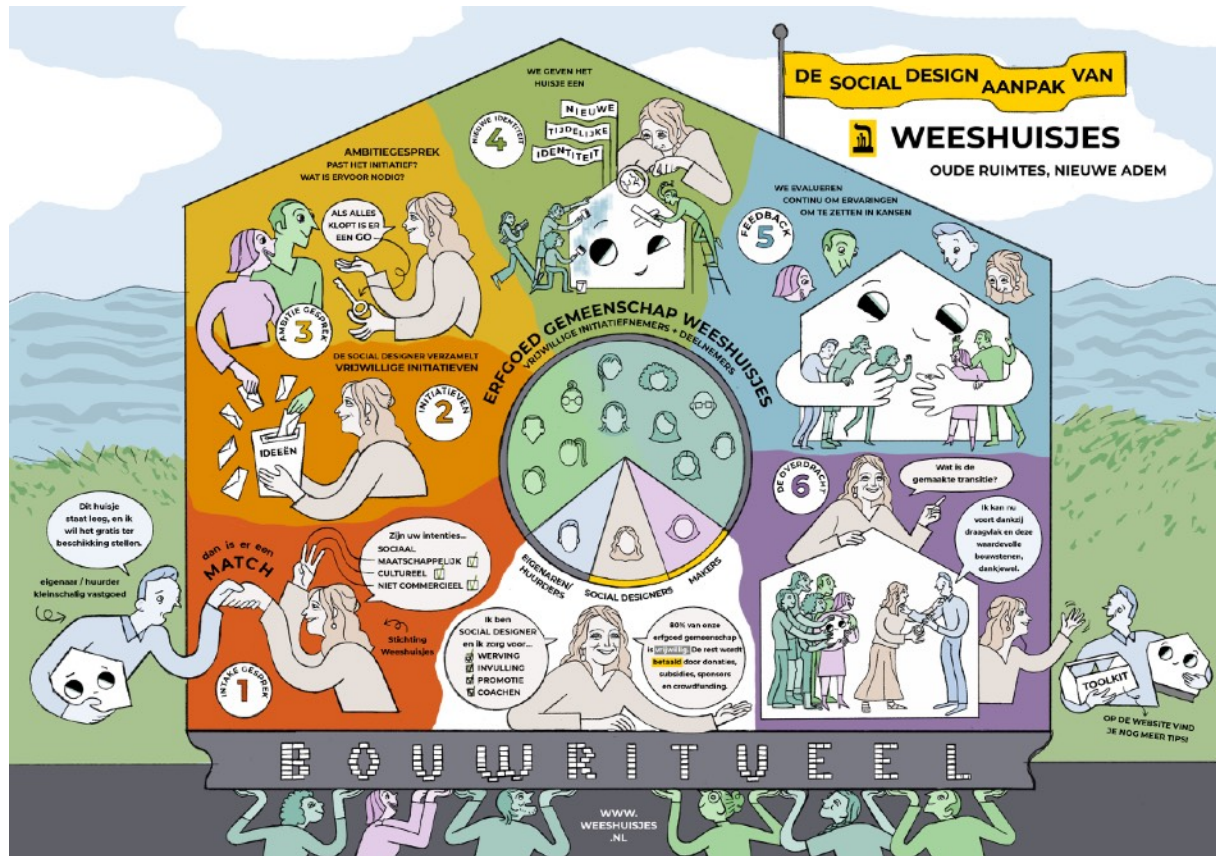 DE SOCIAL DESIGN AANPAK VAN
WEESHUISJES
OUDE RUIMTES, NIEUWE ADEM
Dit huisje
staat leeg, en ik
wil het gratis ter
beschikking stellen.
eigenaar / huurder
kleinschalig vastgoed
dan is er een
MATCH
Zijn uw intenties...
SOCIAAL
MAATSCHAPPELIJK
CULTUREEL
NIET COMMERCIEEL
Stichting
Weeshuisjes
INTAKE GESPREK
1
DE SOCIAL DESIGNER VERZAMELT
VRIJWILLIGE INITIATIEVEN
INITIATIEVEN
2
IDEEËN
AMBITIEGESPREK
PAST HET INITIATIEF?
WAT IS ERVOOR NODIG?
ALS ALLES
KLOPT IS ER
EEN GO
AMBITIE GESPREK
3
WE GEVEN HET
HUISJE EEN
NIEUWE
TIJDELIJKE
IDENTITEIT
NIEUWE IDENTITEIT
4
WE EVALUEREN
CONTINU OM ERVARINGEN
OM TE ZETTEN IN KANSEN
FEEDBACK
5
ERFGOED GEMEENSCHAP WEESHUISJES
VRIJWILLIGE INITIATIEFNEMERS + DEELNEMERS
EIGENAREN/
HUURDERS
SOCIAL DESIGNERS
MAKERS
Ik ben
SOCIAL DESIGNER
en ik zorg voor...
WERVING
INVULLING
PROMOTIE
COACHEN
80% van onze
erfgoed gemeenschap
is vrijwillig. De rest wordt
betaald door donaties,
subsidies, sponsors
en crowdfunding.
DE OVERDRACHT
6
Wat is de
gemaakte transitie?
Ik kan nu
voort dankzij
draagvlak en deze
waardevolle
bouwstenen,
dankjewel.
TOOLKIT
OP DE WEBSITE VIND
JE NOG MEER TIPS!
BOUWRITUEEL
WWW.
WEESHUISJES
.NL